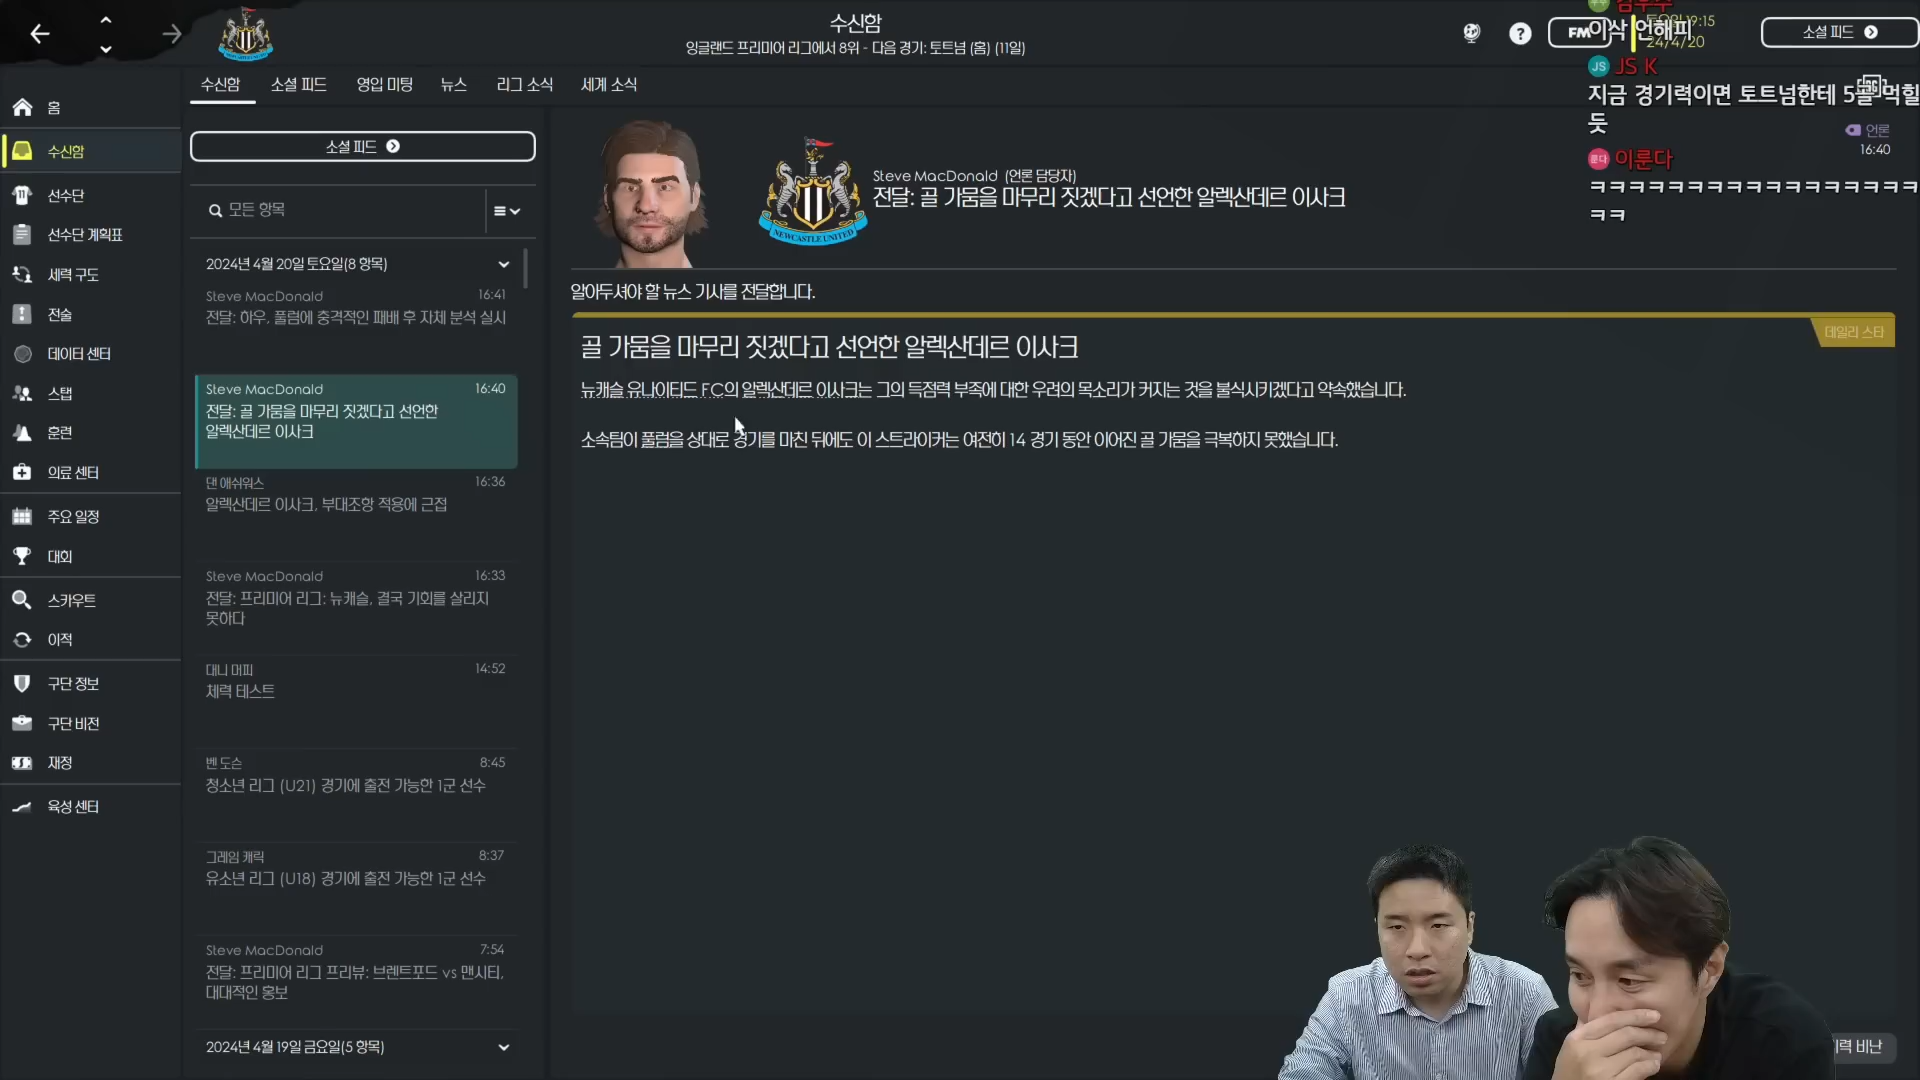 수신함
잉글랜드 프리미어 리그에서 8위 - 다음 경기: 토트넘 (홈) (11일)
FM
토요일 19:15
24/4/20
소셜 피드
이삭 언해피
JS
JS K
지금 경기력이면 토트넘한테 5골 먹힐
듯
룬다
이룬다
ㅋㅋㅋㅋㅋㅋㅋㅋㅋㅋㅋㅋㅋㅋㅋㅋㅋ
ㅋㅋ
언론
16:40
홈
수신함
선수단
선수단 계획표
세력 구도
전술
데이터 센터
스탭
훈련
의료 센터
주요 일정
대회
스카우트
이적
구단 정보
구단 비전
재정
육성 센터
수신함 소셜 피드 영입 미팅 뉴스 리그 소식 세계 소식
소셜 피드
모든 항목
2024년 4월 20일 토요일(8 항목)
Steve MacDonald 16:41
전달: 하우, 풀럼에 충격적인 패배 후 자체 분석 실시
Steve MacDonald 16:40
전달: 골 가뭄을 마무리 짓겠다고 선언한
알렉산데르 이사크
댄 애쉬워스 16:36
알렉산데르 이사크, 부대조항 적용에 근접
Steve MacDonald 16:33
전달: 프리미어 리그: 뉴캐슬, 결국 기회를 살리지
못하다
대니 머피 14:52
체력 테스트
벤 도슨 8:45
청소년 리그 (U21) 경기에 출전 가능한 1군 선수
그레임 캐릭 8:37
유소년 리그 (U18) 경기에 출전 가능한 1군 선수
Steve MacDonald 7:54
전달: 프리미어 리그 프리뷰: 브렌트포드 vs 맨시티,
대대적인 홍보
2024년 4월 19일 금요일(5 항목)
NEWCASTLE UNITED
Steve MacDonald (언론 담당자)
전달: 골 가뭄을 마무리 짓겠다고 선언한 알렉산데르 이사크
알아두셔야 할 뉴스 기사를 전달합니다.
데일리 스타
골 가뭄을 마무리 짓겠다고 선언한 알렉산데르 이사크
뉴캐슬 유나이티드 FC의 알렉산데르 이사크는 그의 득점력 부족에 대한 우려의 목소리가 커지는 것을 불식시키겠다고 약속했습니다.
소속팀이 풀럼을 상대로 경기를 마친 뒤에도 이 스트라이커는 여전히 14 경기 동안 이어진 골 가뭄을 극복하지 못했습니다.
비난